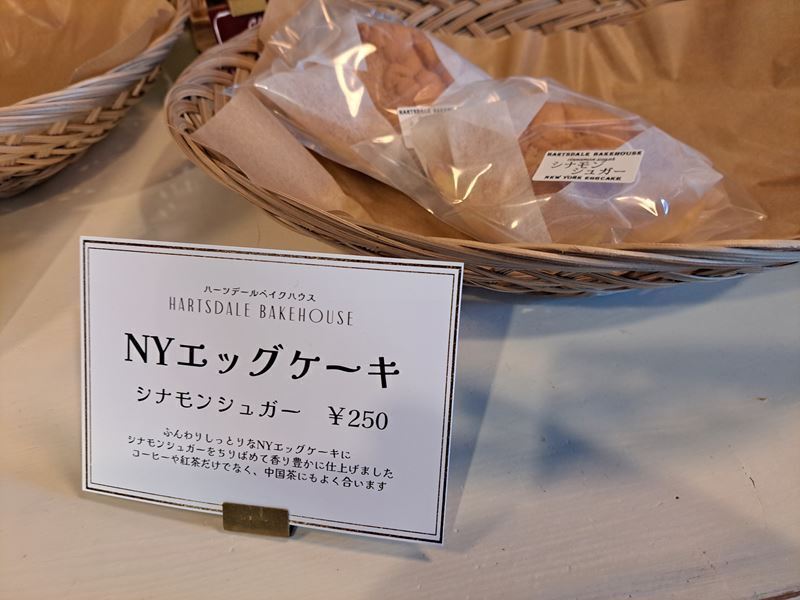 HARTSDALE BAKEHOUSE
cinnamon sugar
シナモン
シュガー
NEW YORK EGGCAKE
ハーツデールベイクハウス
HARTSDALE BAKEHOUSE
NYエッグケーキ
シナモンシュガー ￥250
ふんわりしっとりなNYエッグケーキに
シナモンシュガーをちりばめて香り豊かに仕上げました
コーヒーや紅茶だけでなく、中国茶にもよく合います